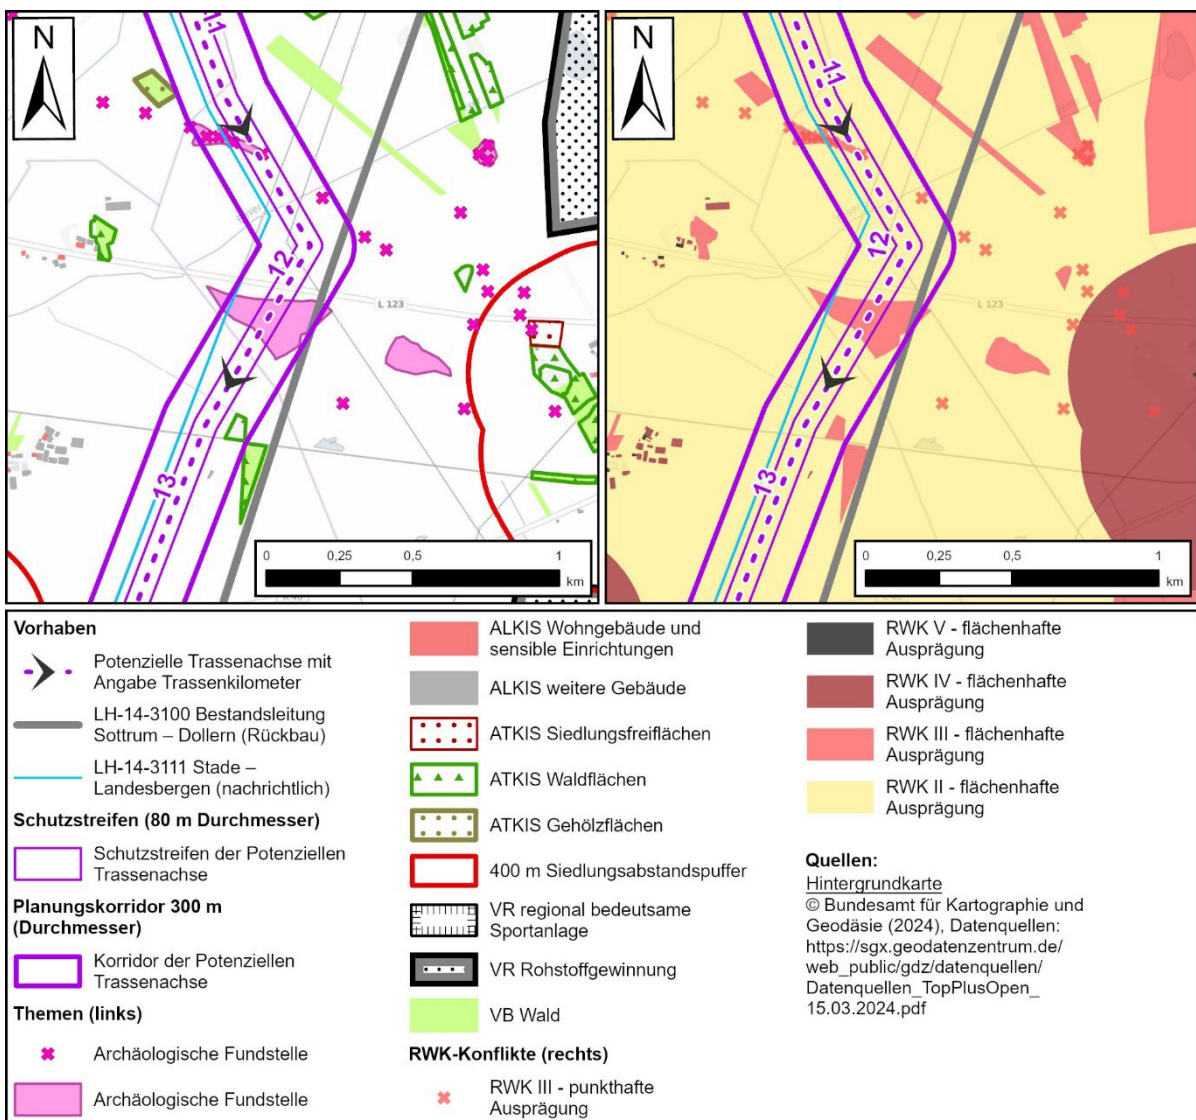 N
11
12
13
L 123
0 0,25 0,5 1
km
N
11
12
13
L 123
0 0,25 0,5 1
km
Vorhaben
Potenzielle Trassenachse mit
Angabe Trassenkilometer
LH-14-3100 Bestandsleitung
Sottrum – Dollern (Rückbau)
LH-14-3111 Stade –
Landesbergen (nachrichtlich)
Schutzstreifen (80 m Durchmesser)
Schutzstreifen der Potenziellen
Trassenachse
Planungskorridor 300 m
(Durchmesser)
Korridor der Potenziellen
Trassenachse
Themen (links)
Archäologische Fundstelle
Archäologische Fundstelle
ALKIS Wohngebäude und
sensible Einrichtungen
ALKIS weitere Gebäude
ATKIS Siedlungsfreiflächen
ATKIS Waldflächen
ATKIS Gehölzflächen
400 m Siedlungsabstandspuffer
VR regional bedeutsame
Sportanlage
VR Rohstoffgewinnung
VB Wald
RWK-Konflikte (rechts)
RWK III - punkthafte
Ausprägung
RWK V - flächenhafte
Ausprägung
RWK IV - flächenhafte
Ausprägung
RWK III - flächenhafte
Ausprägung
RWK II - flächenhafte
Ausprägung
Quellen:
Hintergrundkarte
© Bundesamt für Kartographie und
Geodäsie (2024), Datenquellen:
https://sgx.geodatenzentrum.de/
web_public/gdz/datenquellen/
Datenquellen_TopPlusOpen_
15.03.2024.pdf